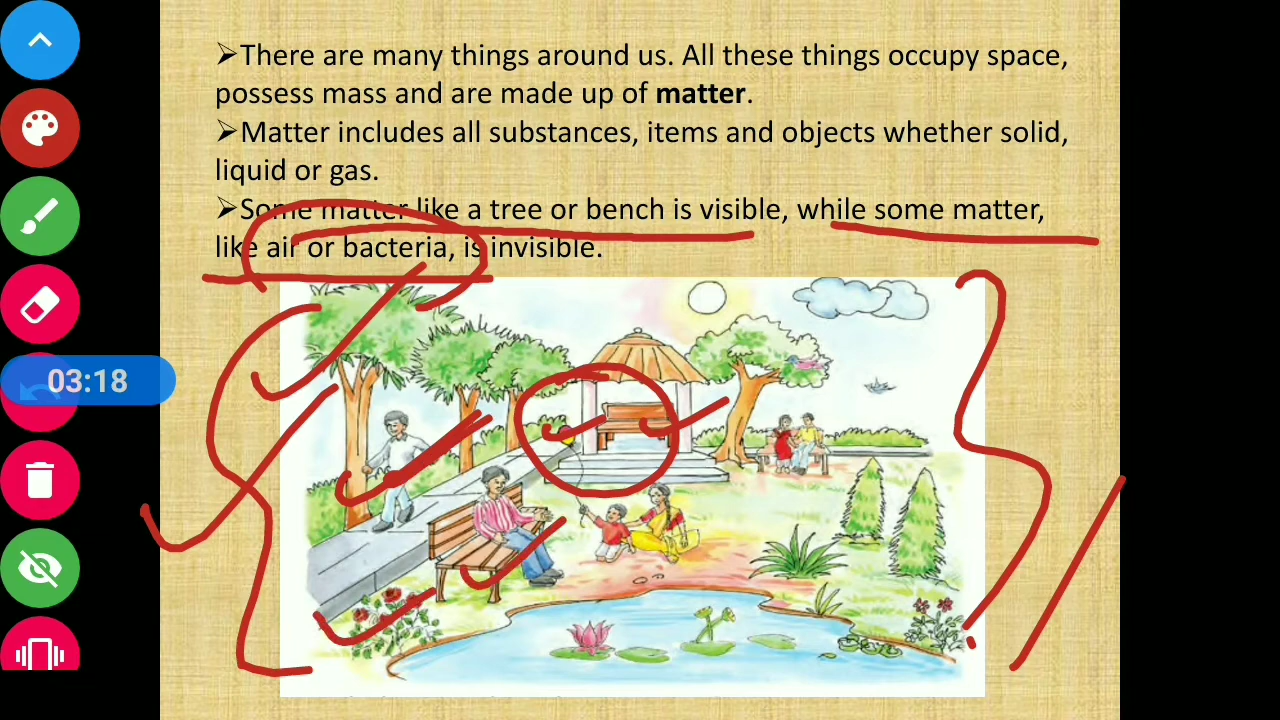 ➢There are many things around us. All these things occupy space,
possess mass and are made up of matter.
➢Matter includes all substances, items and objects whether solid,
liquid or gas.
➢Some matter like a tree or bench is visible, while some matter,
like air or bacteria, is invisible.
03:18